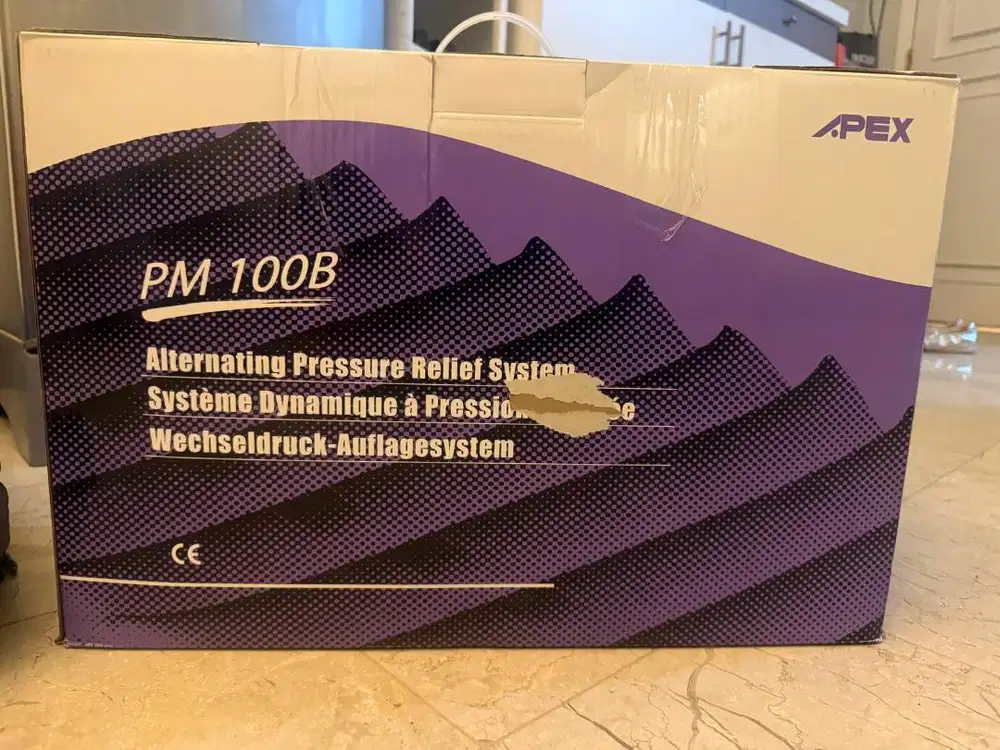 APEX
PM 100B
Alternating Pressure Relief System
Système Dynamique à
Wechseldruck-Auflagesystem
CE